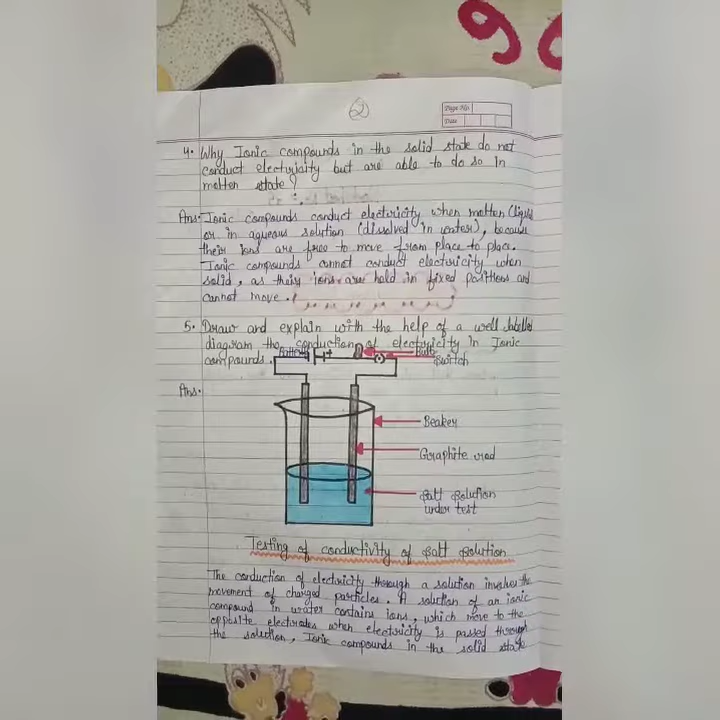 62
Page No.
Date
4. Why Ionic compounds in the solid state do not
conduct electricity but are able to do so in
molten state?
Ans: Ionic compounds conduct electricity when molten (liquid
or in aqueous solution (dissolved in water), because
their ions are free to move from place to place.
Ionic compounds cannot conduct electricity when
solid, as their ions are held in fixed positions and
cannot move.
5. Draw and explain with the help of a well labelled
diagram the conduction of electricity in Ionic
compounds.
Battery
- +
Bulb
Switch
Ans:
Beaker
Graphite rod
Salt solution
under test
Testing of conductivity of Salt Solution
The conduction of electricity through a solution involves the
movement of charged particles. A solution of an ionic
compound in water contains ions, which move to the
opposite electrodes when electricity is passed through
the solution, Ionic compounds in the solid state